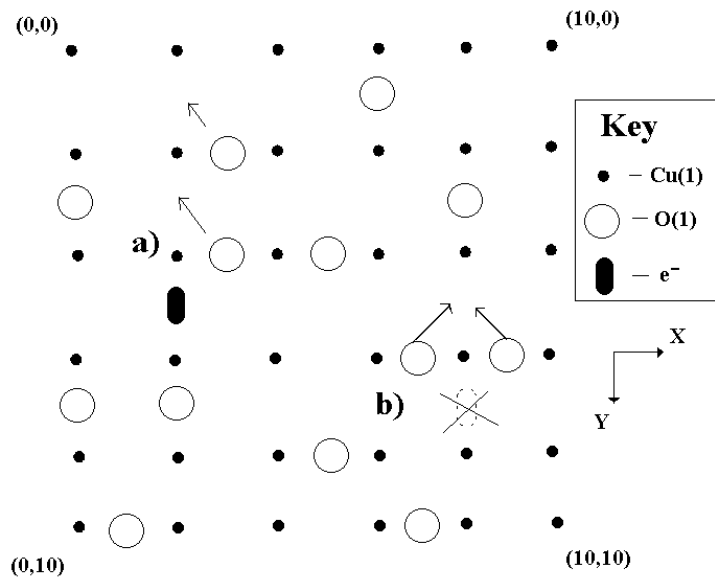 (0,0)
(10,0)
Key
– Cu(1)
– O(1)
– e⁻
a)
X
Y
b)
(0,10)
(10,10)